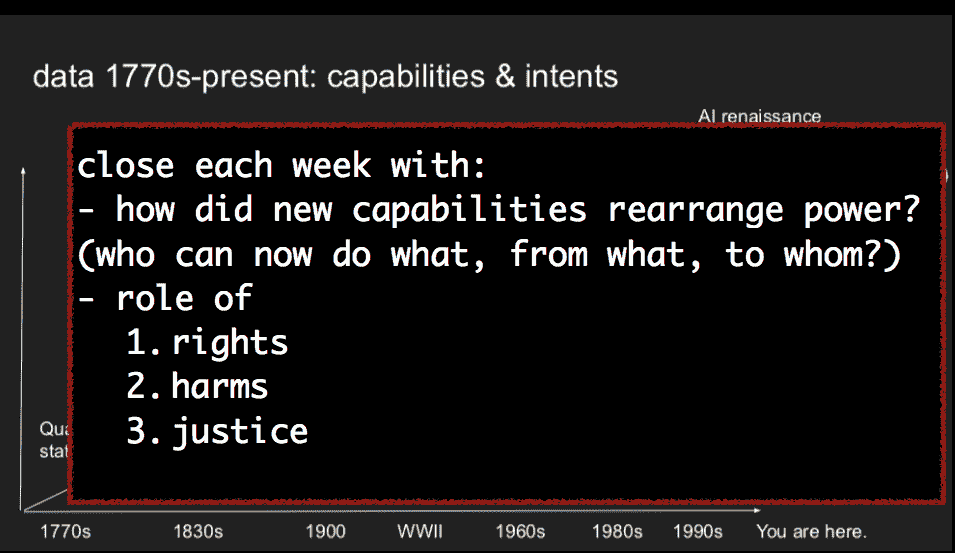 data 1770s-present: capabilities & intents
AI renaissance
close each week with:
- how did new capabilities rearrange power?
(who can now do what, from what, to whom?)
- role of
1. rights
2. harms
3. justice
1770s 1830s 1900 WWII 1960s 1980s 1990s You are here.